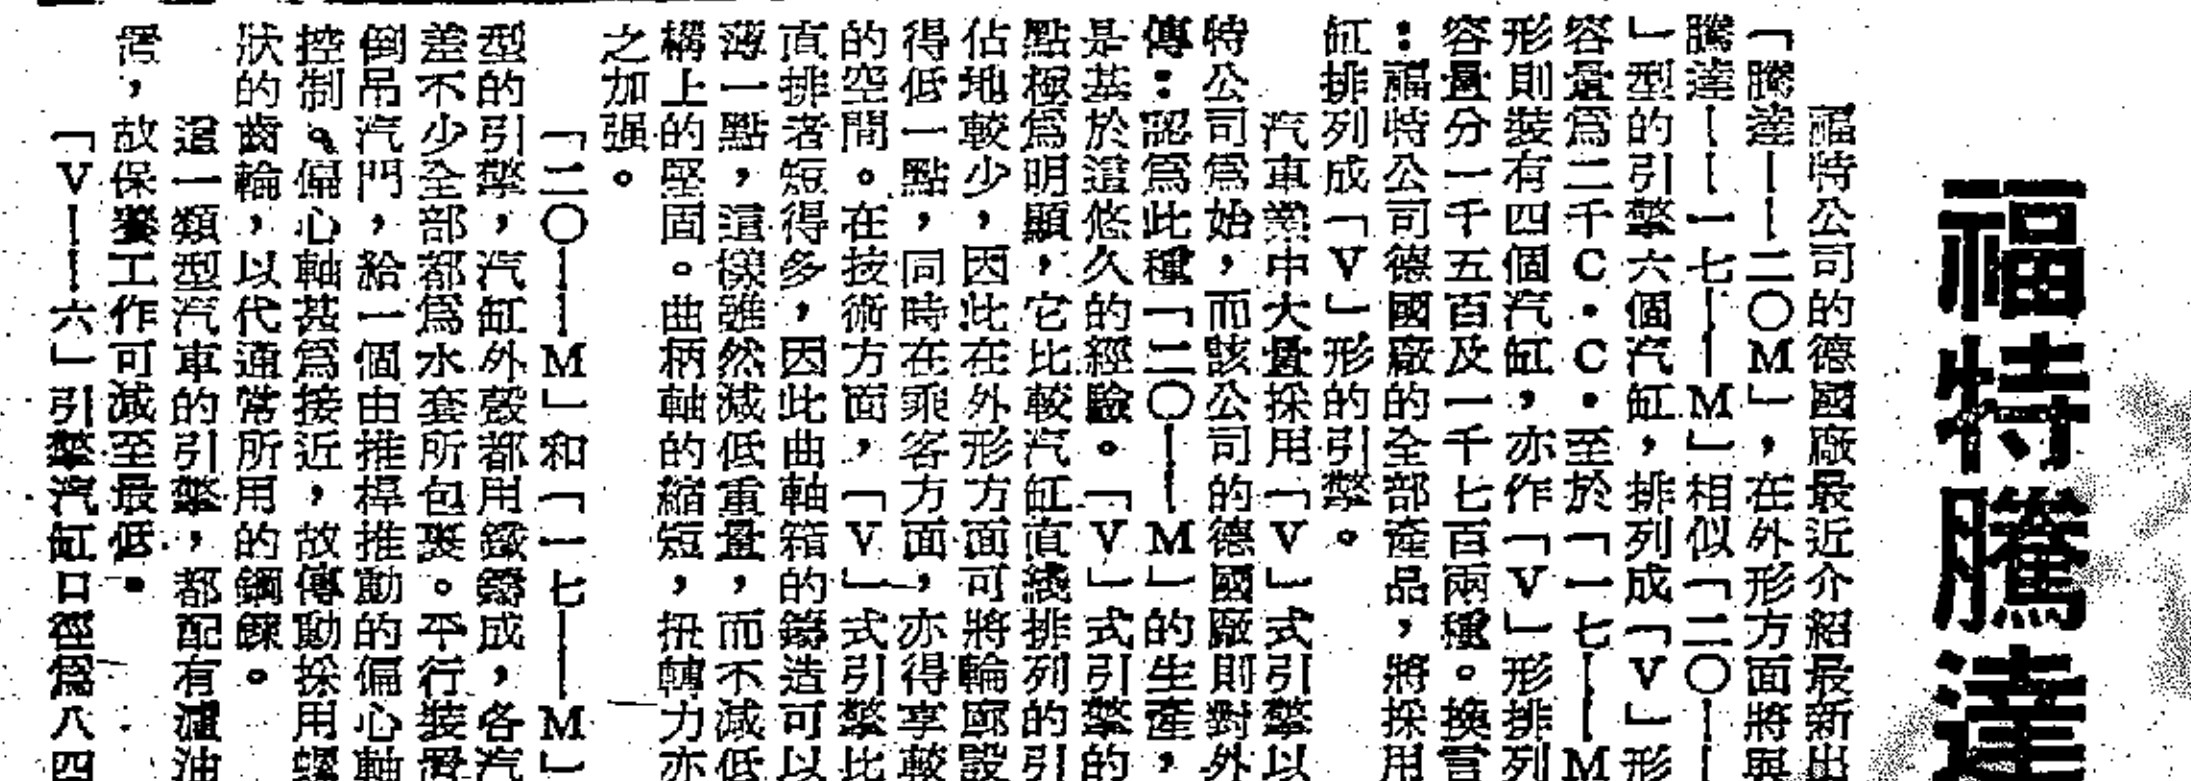 福特騰達
福特公司的德國廠最近介紹最新出
「騰達——二〇M」,在外形方面將與
騰達——一七——M」相似「二〇——
」型的引擎六個汽缸,排列成「V」形
容量為二千C·C·至於「一七——M
形則裝有四個汽缸,亦作「V」形排列
容量分一千五百及一千七百兩種。換言
:福特公司德國廠的全部產品,將採用
缸排列成「V」形的引擎。
汽車業中大量採用「V」式引擎以
特公司為始,而該公司的德國廠則對外
傳:認為此種「二〇——M」的生產,
是基於這悠久的經驗。「V」式引擎的
點極為明顯,它比較汽缸直綫排列的引
佔地較少,因此在外形方面可將輪廓設
得低一點,同時在乘客方面,亦得享較
的空間。在技術方面,「V」式引擎比
直排者短得多,因此曲軸箱的鑄造可以
薄一點,這樣雖然減低重量,而不減低
構上的堅固。曲柄軸的縮短,扭轉力亦
之加强。
「二〇——M」和「一七——M」
型的引擎,汽缸外殼都用鐵鑄成,各汽
差不少全部都為水套所包裹。平行裝置
倒吊汽門,給一個由推桿推動的偏心軸
控制。偏心軸甚為接近,故傳動採用螺
狀的齒輪,以代通常所用的鋼鍊。
這一類型汽車的引擎,都配有濾油
器,故保養工作可減至最低。
「V——六」引擎汽缸口徑為八四